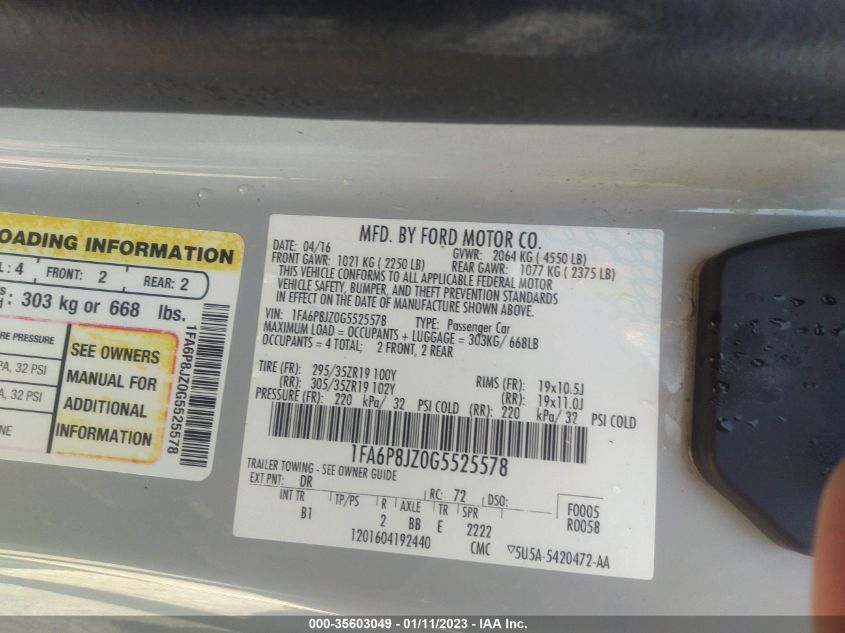 OADING INFORMATION
L : 4 FRONT: 2 REAR: 2
: 303 kg or 668 lbs.
RE PRESSURE
PA, 32 PSI
A, 32 PSI
NE
SEE OWNERS
MANUAL FOR
ADDITIONAL
INFORMATION
1FA6P8JZ0G5525578
MFD. BY FORD MOTOR CO.
DATE: 04/16 GVWR: 2064 KG ( 4550 LB)
FRONT GAWR: 1021 KG ( 2250 LB) REAR GAWR: 1077 KG ( 2375 LB)
THIS VEHICLE CONFORMS TO ALL APPLICABLE FEDERAL MOTOR
VEHICLE SAFETY, BUMPER, AND THEFT PREVENTION STANDARDS
IN EFFECT ON THE DATE OF MANUFACTURE SHOWN ABOVE.
VIN: 1FA6P8JZ0G5525578 TYPE: Passenger Car
MAXIMUM LOAD = OCCUPANTS + LUGGAGE = 303KG/ 668LB
OCCUPANTS = 4 TOTAL; 2 FRONT, 2 REAR
TIRE (FR): 295/35ZR19 100Y RIMS (FR): 19x10.5J
(RR): 305/35ZR19 102Y (RR): 19x11.0J
PRESSURE (FR): 220 kPa/ 32 PSI COLD (RR): 220 kPa/ 32 PSI COLD
1FA6P8JZ0G5525578
TRAILER TOWING - SEE OWNER GUIDE
EXT PNT: DR RC: 72 DSO: F0005
INT TR TP/PS R AXLE TR SPR R0058
B1 2 BB E 2222
1201604192440 CMC ▽5U5A-5420472-AA
000-35603049 - 01/11/2023 - IAA Inc.